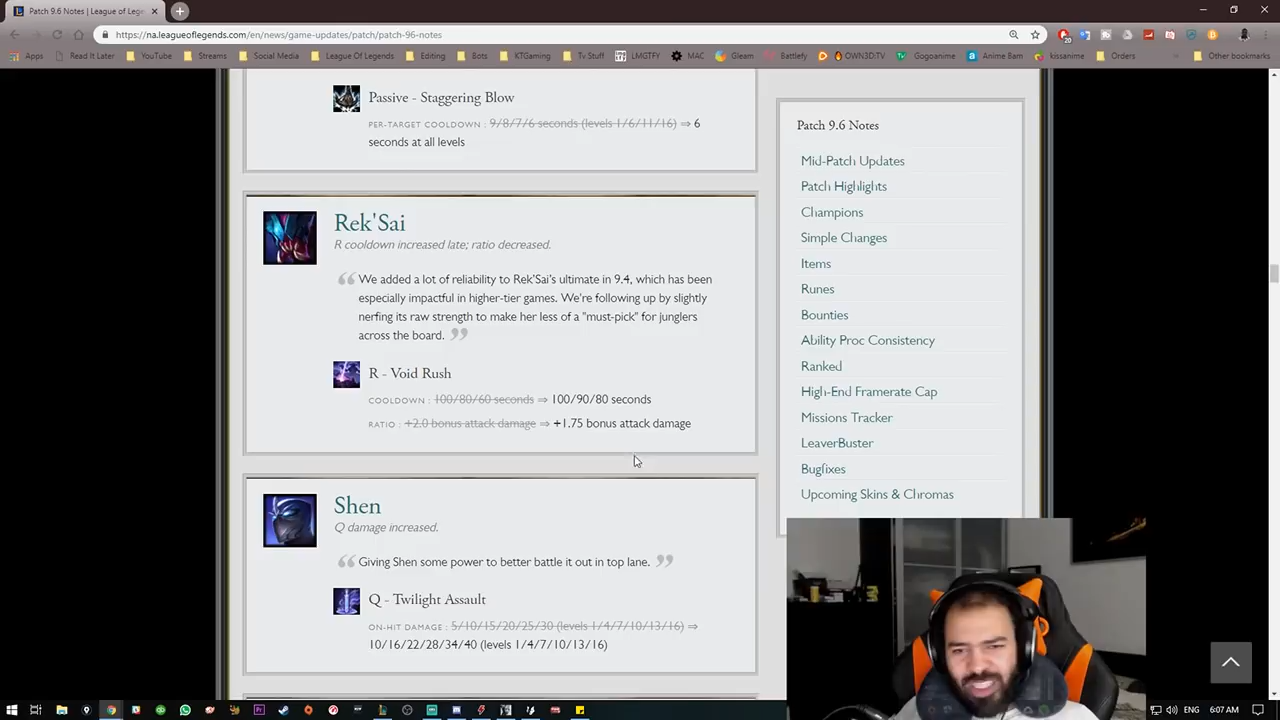 Patch 9.6 Notes | League of Leg
https://na.leagueoflegends.com/en/news/game-updates/patch/patch-96-notes
Apps Read It Later YouTube Streams Social Media League Of Legends Editing Bots KTGaming Tv Stuff LMGTFY MAC Gleam Battlefy OWN3D.TV Gogoanime Anime Bam kissanime Orders Other bookmarks
Passive - Staggering Blow
PER-TARGET COOLDOWN : 9/8/7/6 seconds (levels 1/6/11/16) ⇒ 6
seconds at all levels
Rek'Sai
R cooldown increased late; ratio decreased.
We added a lot of reliability to Rek'Sai's ultimate in 9.4, which has been
especially impactful in higher-tier games. We're following up by slightly
nerfing its raw strength to make her less of a "must-pick" for junglers
across the board.
R - Void Rush
COOLDOWN : 100/80/60 seconds ⇒ 100/90/80 seconds
RATIO : +2.0 bonus attack damage ⇒ +1.75 bonus attack damage
Shen
Q damage increased.
Giving Shen some power to better battle it out in top lane.
Q - Twilight Assault
ON-HIT DAMAGE : 5/10/15/20/25/30 (levels 1/4/7/10/13/16) ⇒
10/16/22/28/34/40 (levels 1/4/7/10/13/16)
Patch 9.6 Notes
Mid-Patch Updates
Patch Highlights
Champions
Simple Changes
Items
Runes
Bounties
Ability Proc Consistency
Ranked
High-End Framerate Cap
Missions Tracker
LeaverBuster
Bugfixes
Upcoming Skins & Chromas
ENG 6:07 AM